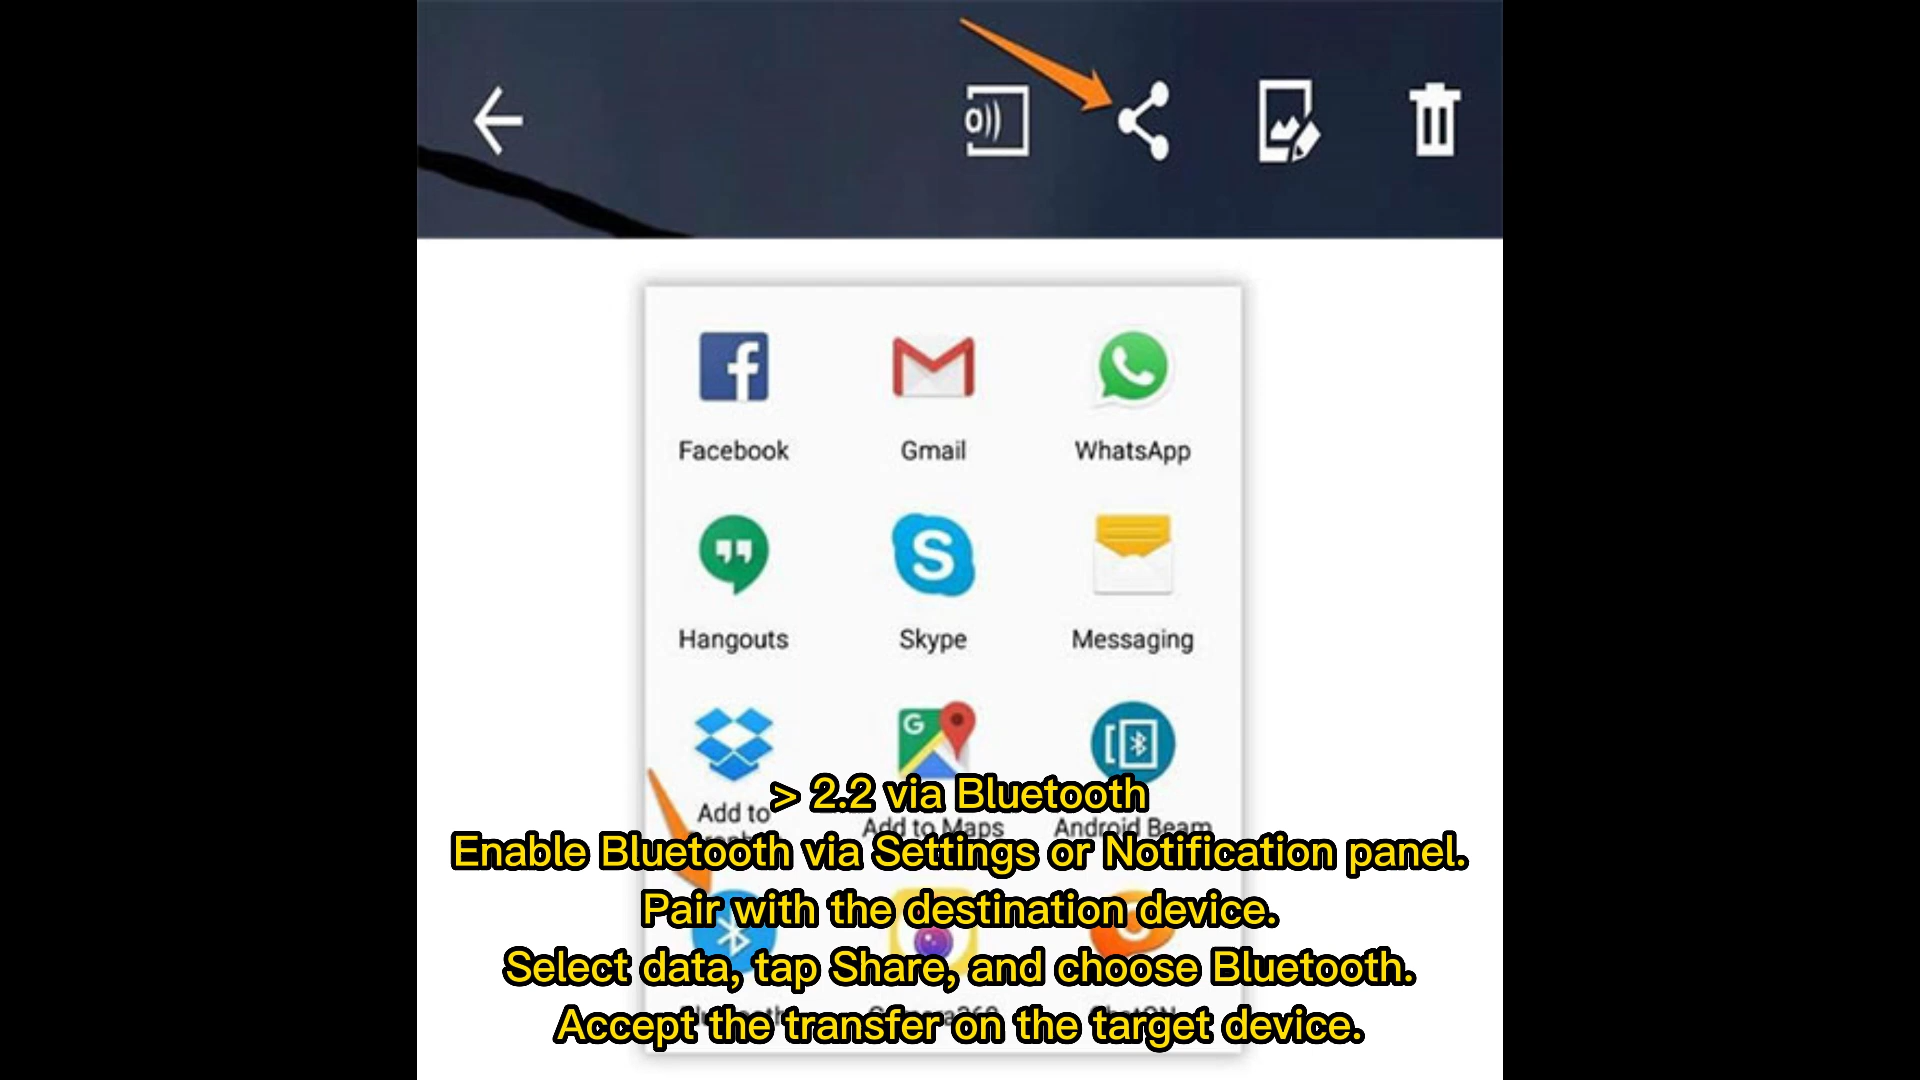 Facebook Gmail WhatsApp
Hangouts Skype Messaging
Add to Add to Maps Android Beam
> 2.2 via Bluetooth
Enable Bluetooth via Settings or Notification panel.
Pair with the destination device.
Select data, tap Share, and choose Bluetooth.
Accept the transfer on the target device.